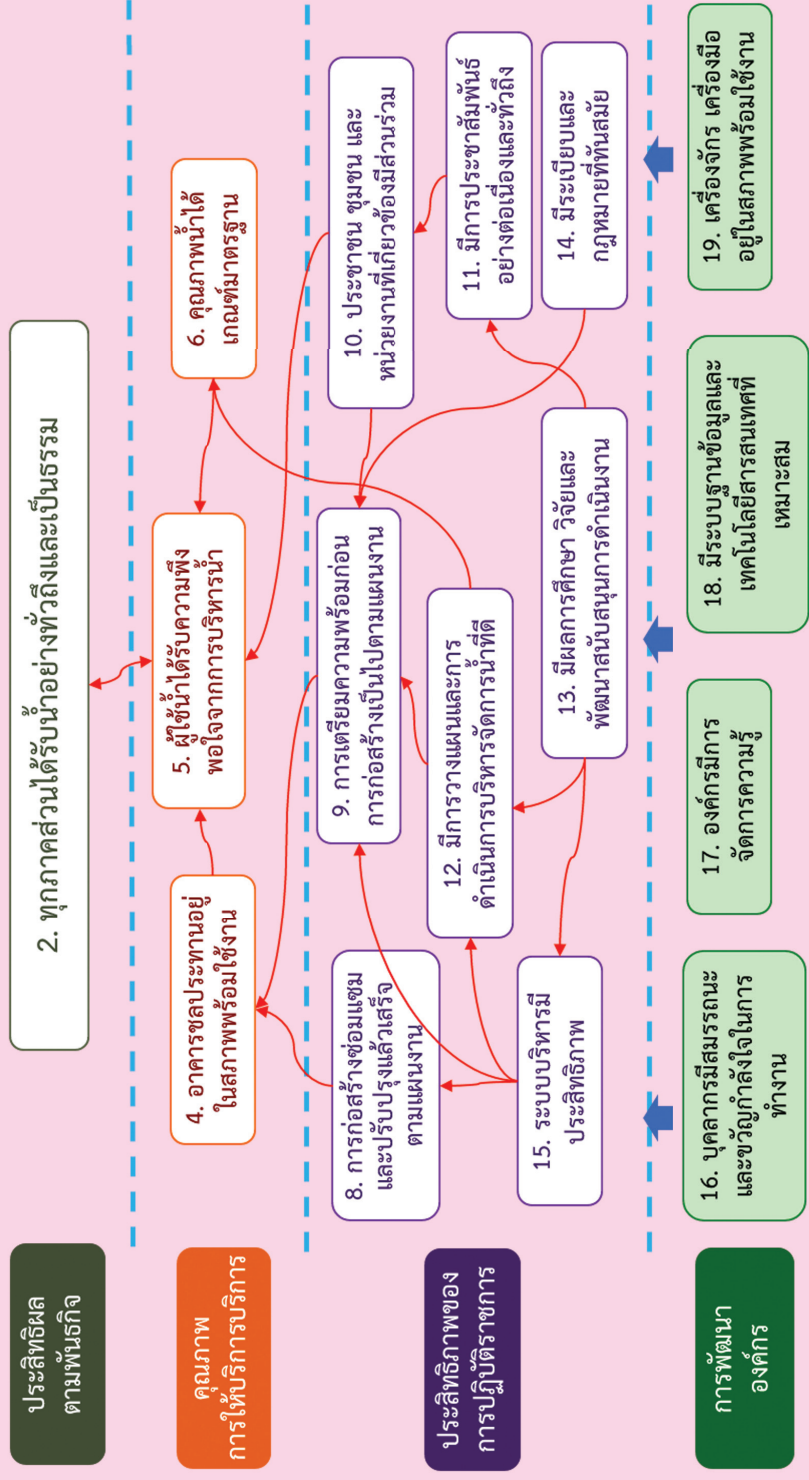 ประสิทธิผล
ตามพันธกิจ
2. ทุกภาคส่วนได้รับน้ำอย่างทั่วถึงและเป็นธรรม
คุณภาพ
การให้บริการบริการ
4. อาคารชลประทานอยู่
ในสภาพพร้อมใช้งาน
5. ผู้ใช้น้ำได้รับความพึง
พอใจจากการบริหารน้ำ
6. คุณภาพน้ำได้
เกณฑ์มาตรฐาน
ประสิทธิภาพของ
การปฏิบัติราชการ
8. การก่อสร้างซ่อมแซม
และปรับปรุงแล้วเสร็จ
ตามแผนงาน
9. การเตรียมความพร้อมก่อน
การก่อสร้างเป็นไปตามแผนงาน
10. ประชาชน ชุมชน และ
หน่วยงานที่เกี่ยวข้องมีส่วนร่วม
12. มีการวางแผนและการ
ดำเนินการบริหารจัดการน้ำที่ดี
11. มีการประชาสัมพันธ์
อย่างต่อเนื่องและทั่วถึง
15. ระบบบริหารมี
ประสิทธิภาพ
13. มีผลการศึกษา วิจัยและ
พัฒนาสนับสนุนการดำเนินงาน
14. มีระเบียบและ
กฎหมายที่ทันสมัย
การพัฒนา
องค์กร
16. บุคลากรมีสมรรถนะ
และขวัญกำลังใจในการ
ทำงาน
17. องค์กรมีการ
จัดการความรู้
18. มีระบบฐานข้อมูลและ
เทคโนโลยีสารสนเทศที่
เหมาะสม
19. เครื่องจักร เครื่องมือ
อยู่ในสภาพพร้อมใช้งาน